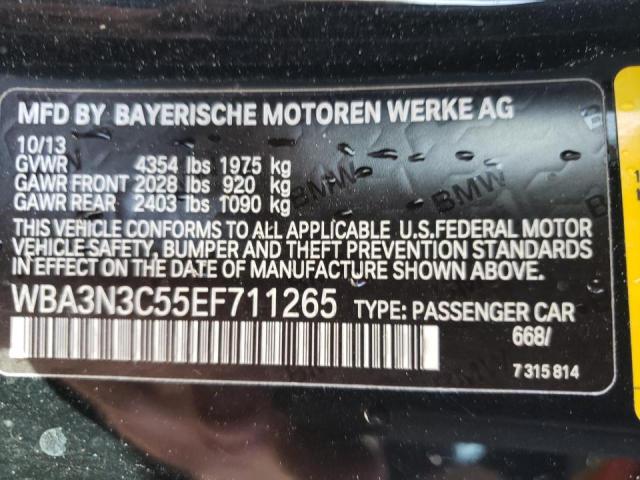 MFD BY BAYERISCHE MOTOREN WERKE AG
10/13
GVWR 4354 lbs 1975 kg
GAWR FRONT 2028 lbs 920 kg
GAWR REAR 2403 lbs 1090 kg
THIS VEHICLE CONFORMS TO ALL APPLICABLE U.S.FEDERAL MOTOR
VEHICLE SAFETY, BUMPER AND THEFT PREVENTION STANDARDS
IN EFFECT ON THE DATE OF MANUFACTURE SHOWN ABOVE.
WBA3N3C55EF711265 TYPE: PASSENGER CAR
668/
7 315 814
BMW
BMW
BMW